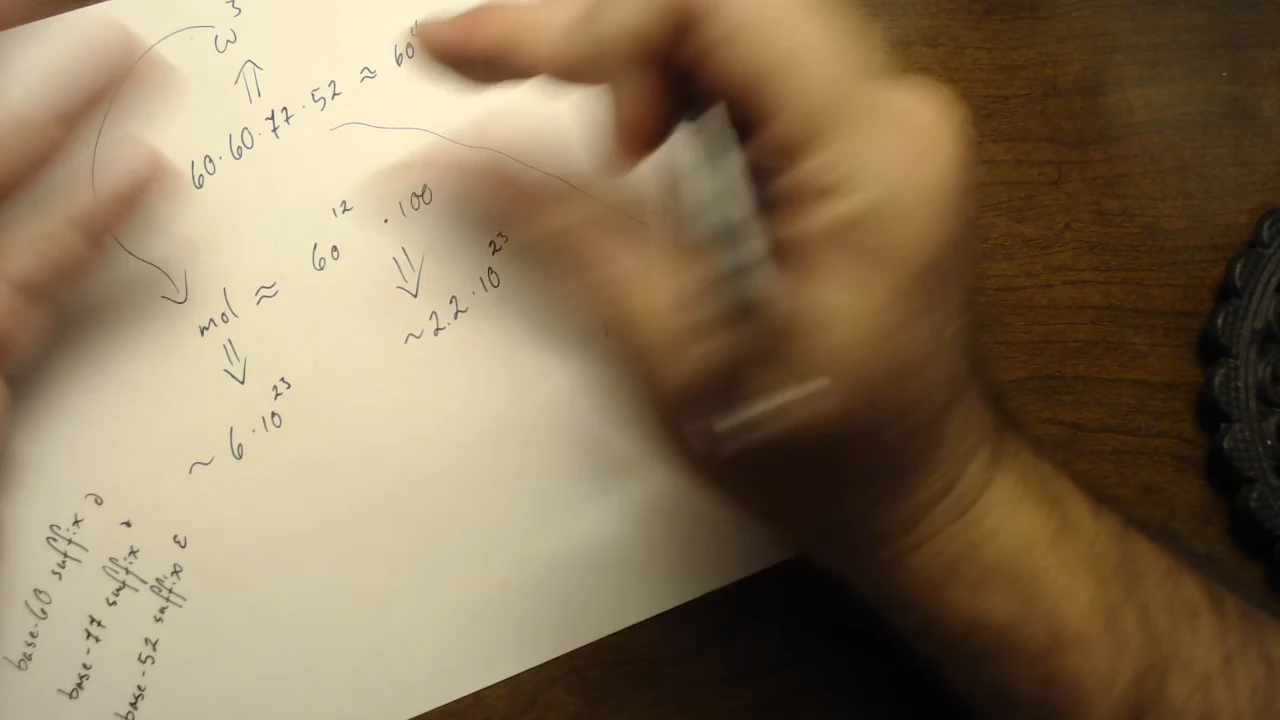 ω³
⇑
60·60·77·52 ≈ 60⁴
mol ≈ 60¹² · 100
⇓ ⇓
~ 6·10²³ ~ 2.2·10²³
base-60 suffix
base-77 suffix
base-52 suffix ε